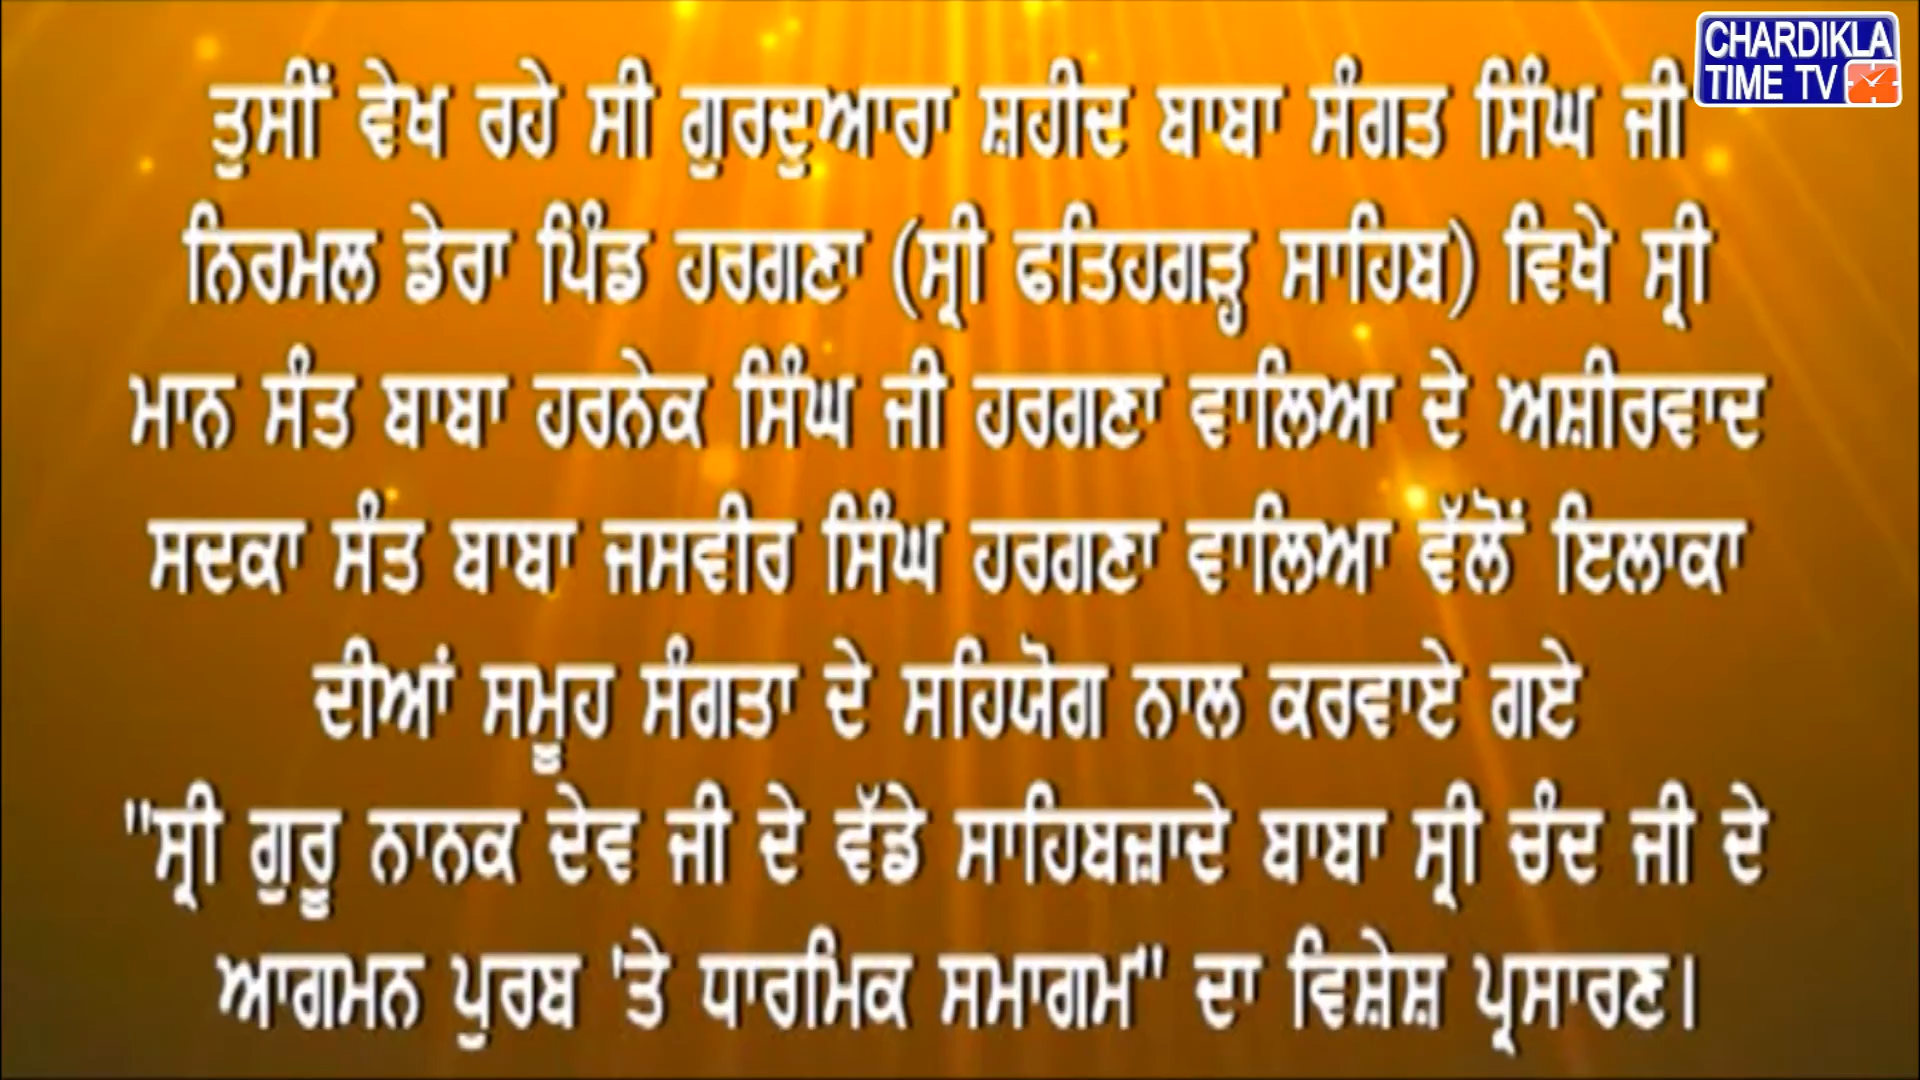 CHARDIKLA
TIME TV
ਤੁਸੀਂ ਵੇਖ ਰਹੇ ਸੀ ਗੁਰਦੁਆਰਾ ਸ਼ਹੀਦ ਬਾਬਾ ਸੰਗਤ ਸਿੰਘ ਜੀ
ਨਿਰਮਲ ਡੇਰਾ ਪਿੰਡ ਹਰਗਣਾ (ਸ੍ਰੀ ਫਤਿਹਗੜ੍ਹ ਸਾਹਿਬ) ਵਿਖੇ ਸ੍ਰੀ
ਮਾਨ ਸੰਤ ਬਾਬਾ ਹਰਨੇਕ ਸਿੰਘ ਜੀ ਹਰਗਣਾ ਵਾਲਿਆ ਦੇ ਅਸ਼ੀਰਵਾਦ
ਸਦਕਾ ਸੰਤ ਬਾਬਾ ਜਸਵੀਰ ਸਿੰਘ ਹਰਗਣਾ ਵਾਲਿਆ ਵੱਲੋਂ ਇਲਾਕਾ
ਦੀਆਂ ਸਮੂਹ ਸੰਗਤਾ ਦੇ ਸਹਿਯੋਗ ਨਾਲ ਕਰਵਾਏ ਗਏ
"ਸ੍ਰੀ ਗੁਰੂ ਨਾਨਕ ਦੇਵ ਜੀ ਦੇ ਵੱਡੇ ਸਾਹਿਬਜ਼ਾਦੇ ਬਾਬਾ ਸ੍ਰੀ ਚੰਦ ਜੀ ਦੇ
ਆਗਮਨ ਪੁਰਬ 'ਤੇ ਧਾਰਮਿਕ ਸਮਾਗਮ" ਦਾ ਵਿਸ਼ੇਸ਼ ਪ੍ਰਸਾਰਣ।